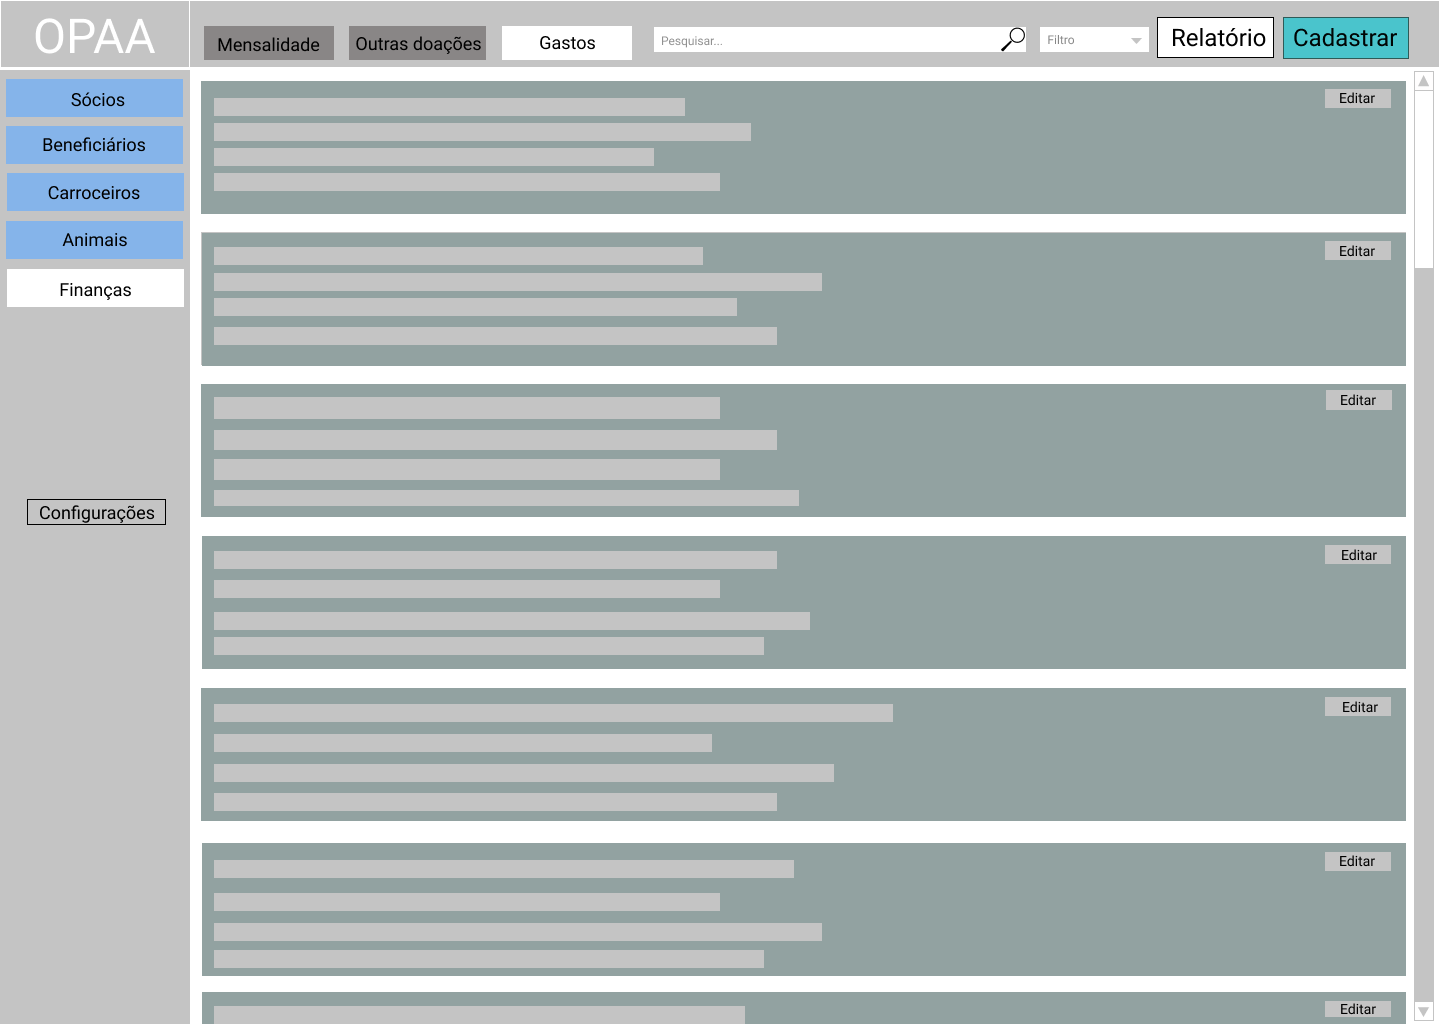 OPAA
Mensalidade
Outras doações
Gastos
Pesquisar...
Filtro
Relatório
Cadastrar
Sócios
Beneficiários
Carroceiros
Animais
Finanças
Configurações
Editar
Editar
Editar
Editar
Editar
Editar
Editar